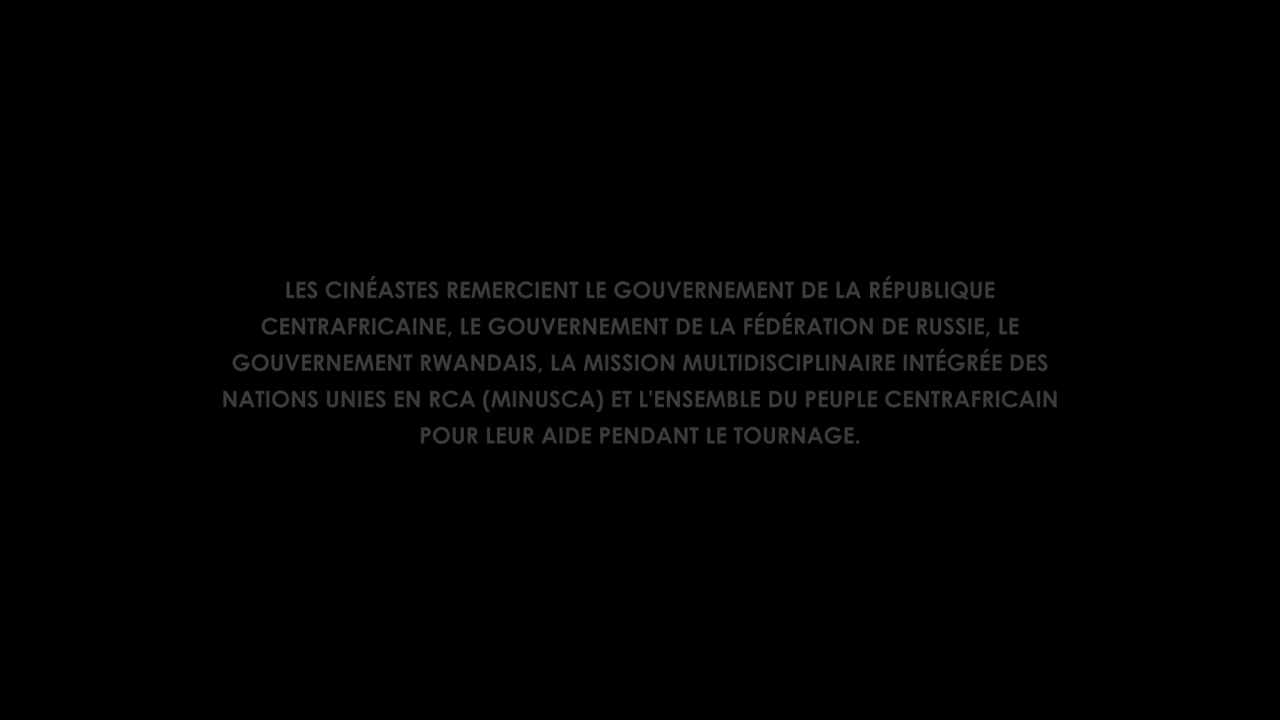 LES CINÉASTES REMERCIENT LE GOUVERNEMENT DE LA RÉPUBLIQUE
CENTRAFRICAINE, LE GOUVERNEMENT DE LA FÉDÉRATION DE RUSSIE, LE
GOUVERNEMENT RWANDAIS, LA MISSION MULTIDISCIPLINAIRE INTÉGRÉE DES
NATIONS UNIES EN RCA (MINUSCA) ET L'ENSEMBLE DU PEUPLE CENTRAFRICAIN
POUR LEUR AIDE PENDANT LE TOURNAGE.